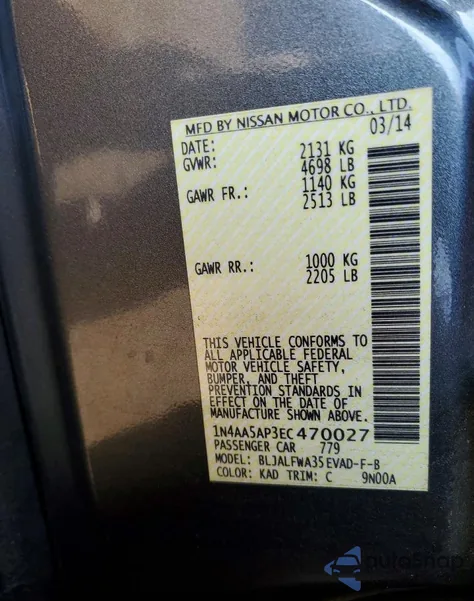 MFD BY NISSAN MOTOR CO., LTD.
DATE: 03/14
GVWR: 2131 KG
4698 LB
GAWR FR.: 1140 KG
2513 LB
GAWR RR.: 1000 KG
2205 LB
THIS VEHICLE CONFORMS TO
ALL APPLICABLE FEDERAL
MOTOR VEHICLE SAFETY,
BUMPER, AND THEFT
PREVENTION STANDARDS IN
EFFECT ON THE DATE OF
MANUFACTURE SHOWN ABOVE.
1N4AA5AP3EC470027
PASSENGER CAR 779
MODEL: BLJALFWA35EVAD-F-B
COLOR: KAD TRIM: C 9N00A
autoSnap